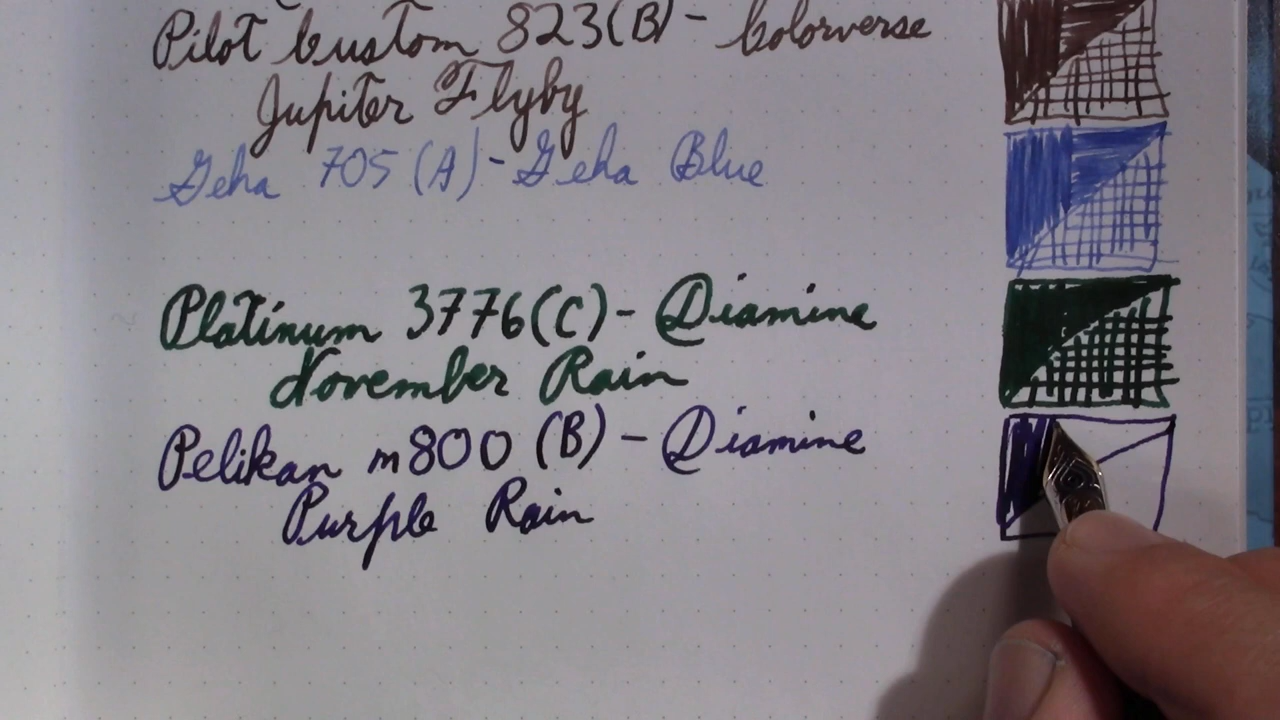 Pilot Custom 823(B) - Colorverse
Jupiter Flyby
Geha 705 (A) - Geha Blue
Platinum 3776(C) - Diamine
November Rain
Pelikan m800 (B) - Diamine
Purple Rain